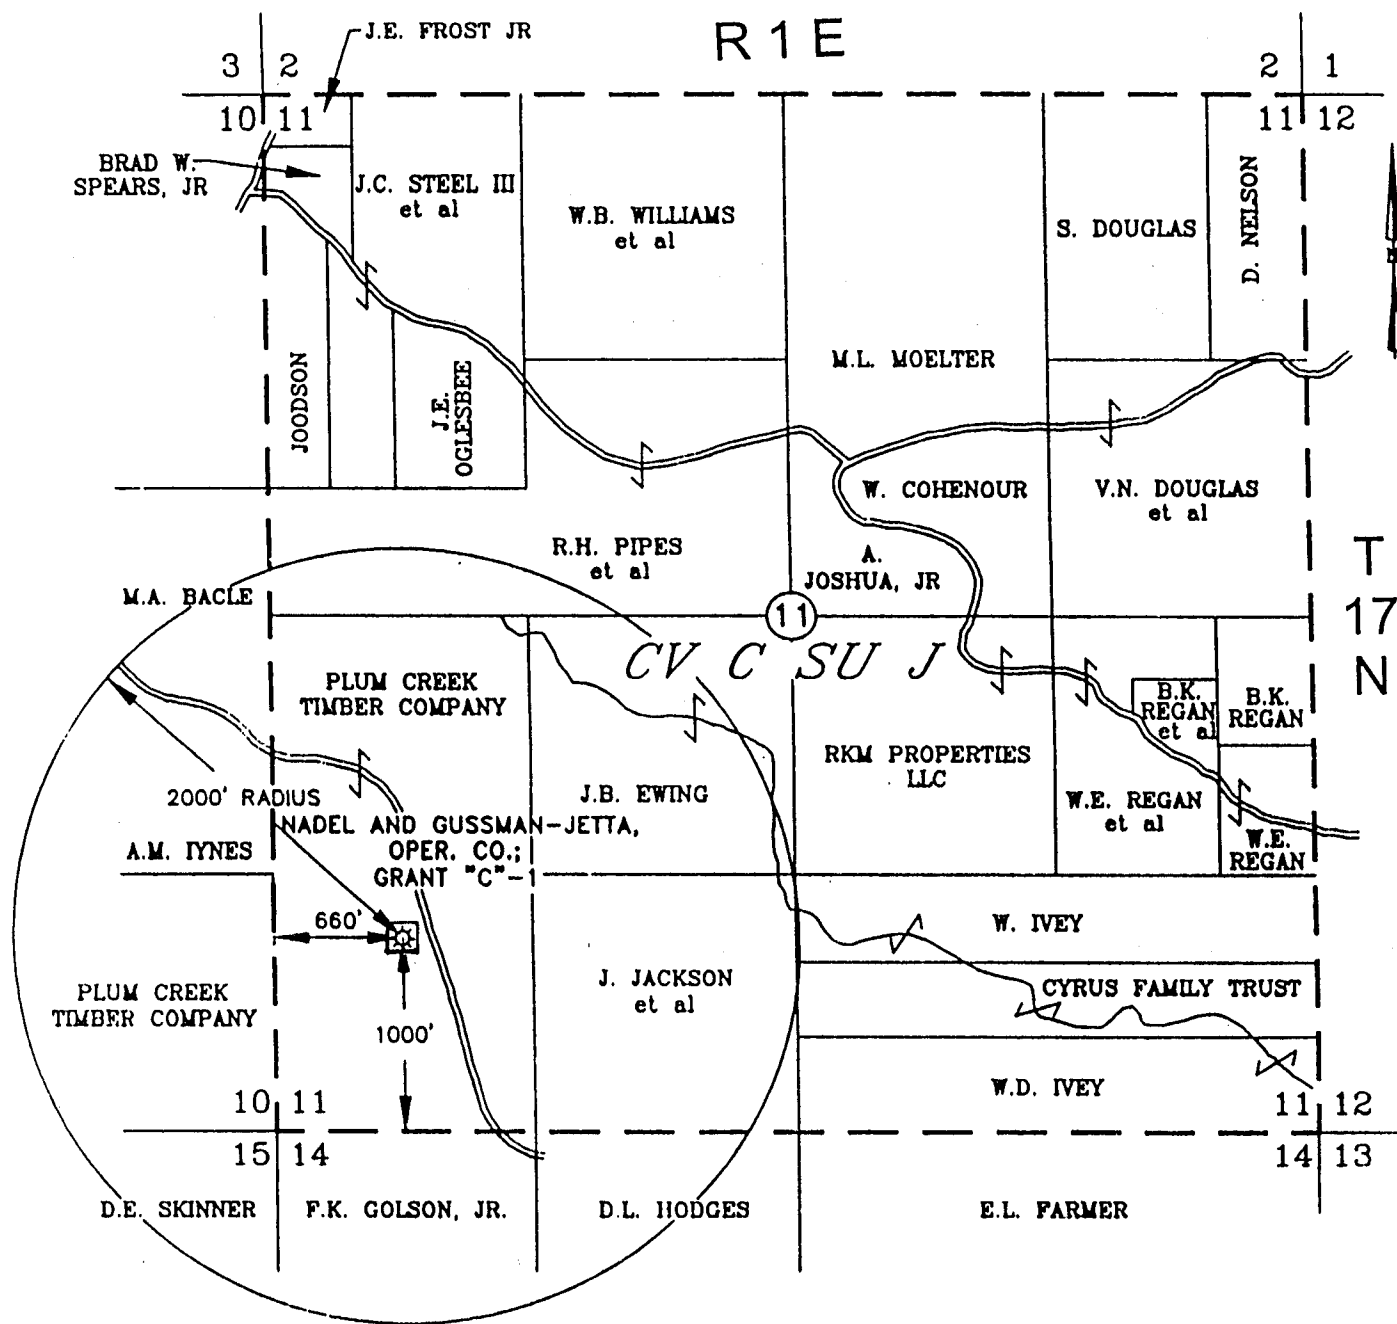 J.E. FROST JR
R 1 E
3 2
2 1
10 11
11 12
BRAD W.
SPEARS, JR
J.C. STEEL III
et al
W.B. WILLIAMS
et al
S. DOUGLAS
D. NELSON
N
M.L. MOELTER
JOODSON
J.E.
OGLESBEE
W. COHENOUR
V.N. DOUGLAS
et al
R.H. PIPES
et al
A.
JOSHUA, JR
T
17
N
M.A. BACLE
11
CV C SU J
PLUM CREEK
TIMBER COMPANY
B.K.
REGAN
et al
B.K.
REGAN
RKM PROPERTIES
LLC
2000' RADIUS
J.B. EWING
W.E. REGAN
et al
NADEL AND GUSSMAN-JETTA,
OPER. CO.;
GRANT "C"-1
A.M. IYNES
W.E.
REGAN
660'
W. IVEY
J. JACKSON
et al
CYRUS FAMILY TRUST
PLUM CREEK
TIMBER COMPANY
1000'
W.D. IVEY
10 11
11 12
15 14
14 13
D.E. SKINNER
F.K. GOLSON, JR.
D.L. HODGES
E.L. FARMER